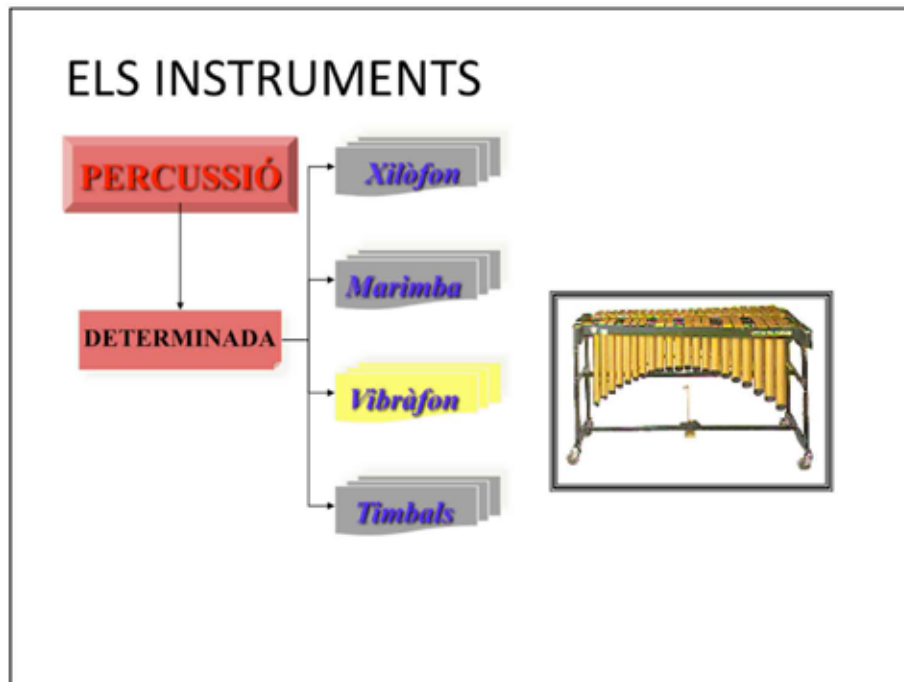 ELS INSTRUMENTS
PERCUSSIÓ
DETERMINADA
Xilòfon
Marimba
Vibràfon
Timbals